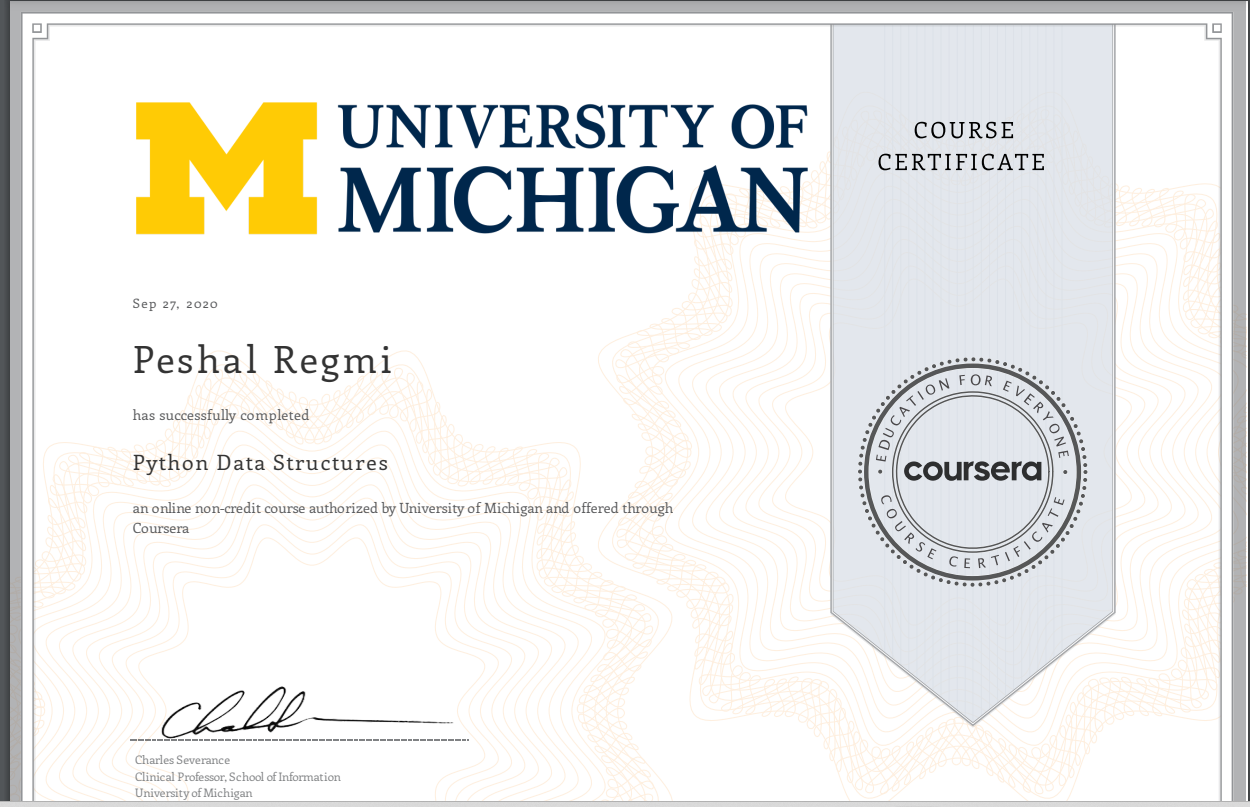 UNIVERSITY OF
MICHIGAN
COURSE
CERTIFICATE
Sep 27, 2020
Peshal Regmi
has successfully completed
Python Data Structures
an online non-credit course authorized by University of Michigan and offered through
Coursera
EDUCATION FOR EVERYONE
coursera
COURSE CERTIFICATE
Charles Severance
Clinical Professor, School of Information
University of Michigan